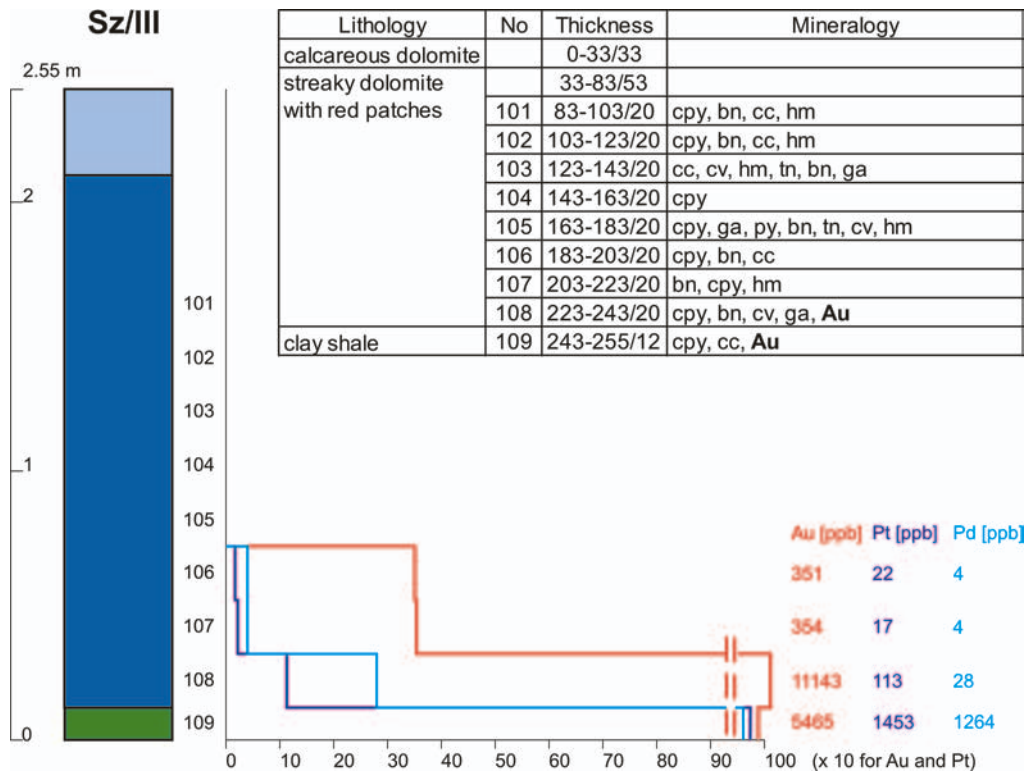 Sz/III
Lithology No Thickness Mineralogy
calcareous dolomite 0-33/33
streaky dolomite 33-83/53
with red patches 101 83-103/20 cpy, bn, cc, hm
102 103-123/20 cpy, bn, cc, hm
103 123-143/20 cc, cv, hm, tn, bn, ga
104 143-163/20 cpy
105 163-183/20 cpy, ga, py, bn, tn, cv, hm
106 183-203/20 cpy, bn, cc
107 203-223/20 bn, cpy, hm
108 223-243/20 cpy, bn, cv, ga, Au
clay shale 109 243-255/12 cpy, cc, Au
2.55 m
2
1
0
101
102
103
104
105
106
107
108
109
Au [ppb] Pt [ppb] Pd [ppb]
351 22 4
354 17 4
11143 113 28
5465 1453 1264
0 10 20 30 40 50 60 70 80 90 100 (x 10 for Au and Pt)